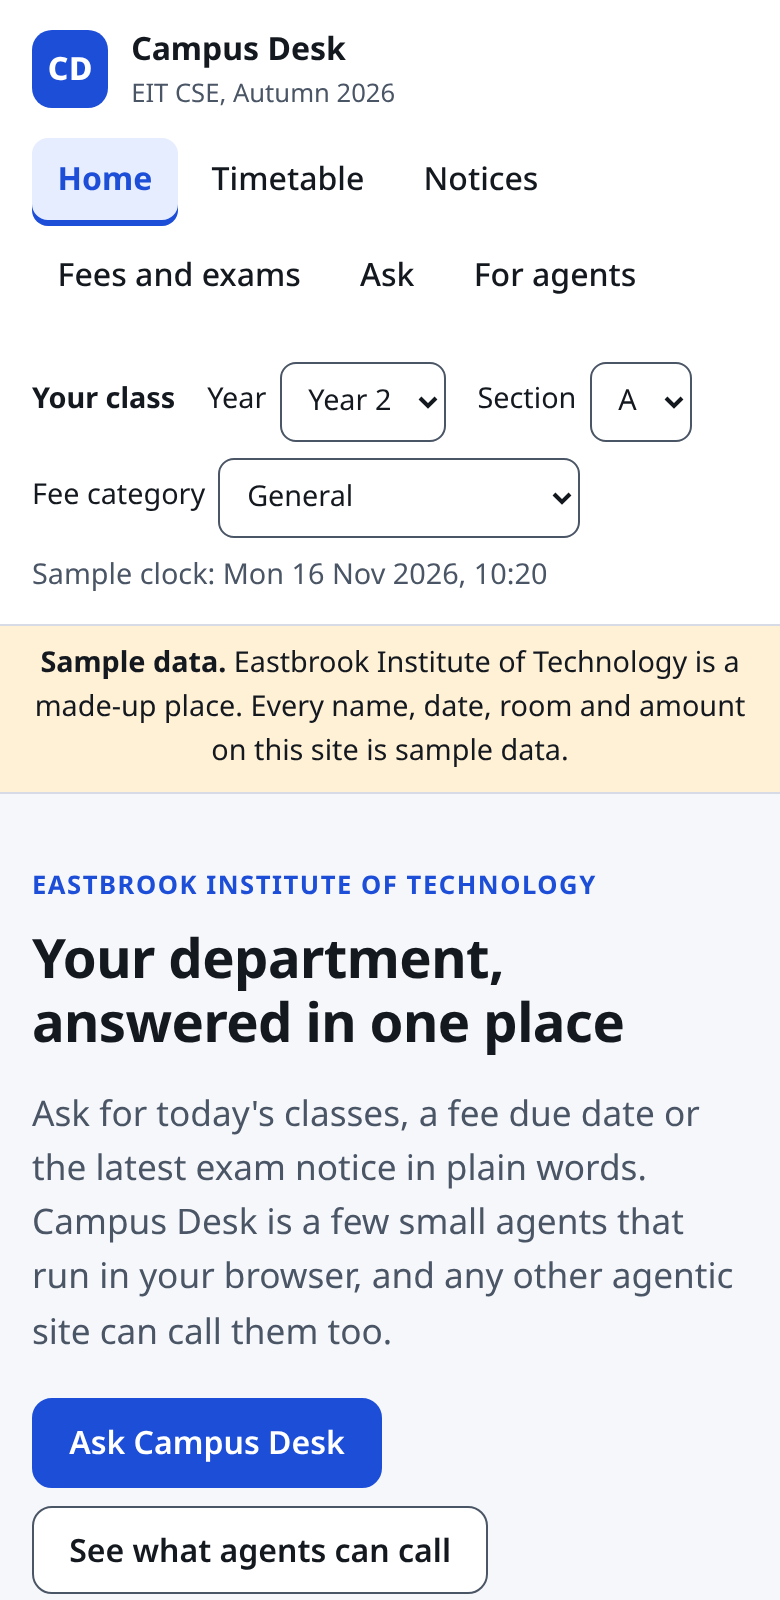 CD
Campus Desk
EIT CSE, Autumn 2026
Home Timetable Notices
Fees and exams Ask For agents
Your class Year Year 2 Section A
Fee category General
Sample clock: Mon 16 Nov 2026, 10:20
Sample data. Eastbrook Institute of Technology is a
made-up place. Every name, date, room and amount
on this site is sample data.
EASTBROOK INSTITUTE OF TECHNOLOGY
Your department,
answered in one place
Ask for today's classes, a fee due date or
the latest exam notice in plain words.
Campus Desk is a few small agents that
run in your browser, and any other agentic
site can call them too.
Ask Campus Desk
See what agents can call